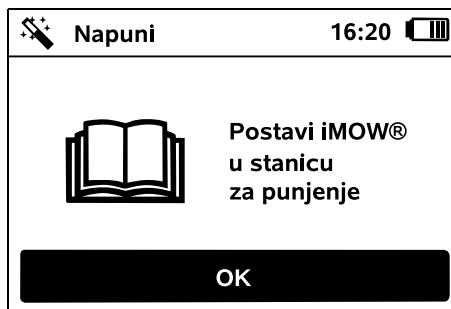 Napuni 16:20
Postavi iMOW®
u stanicu
za punjenje
OK